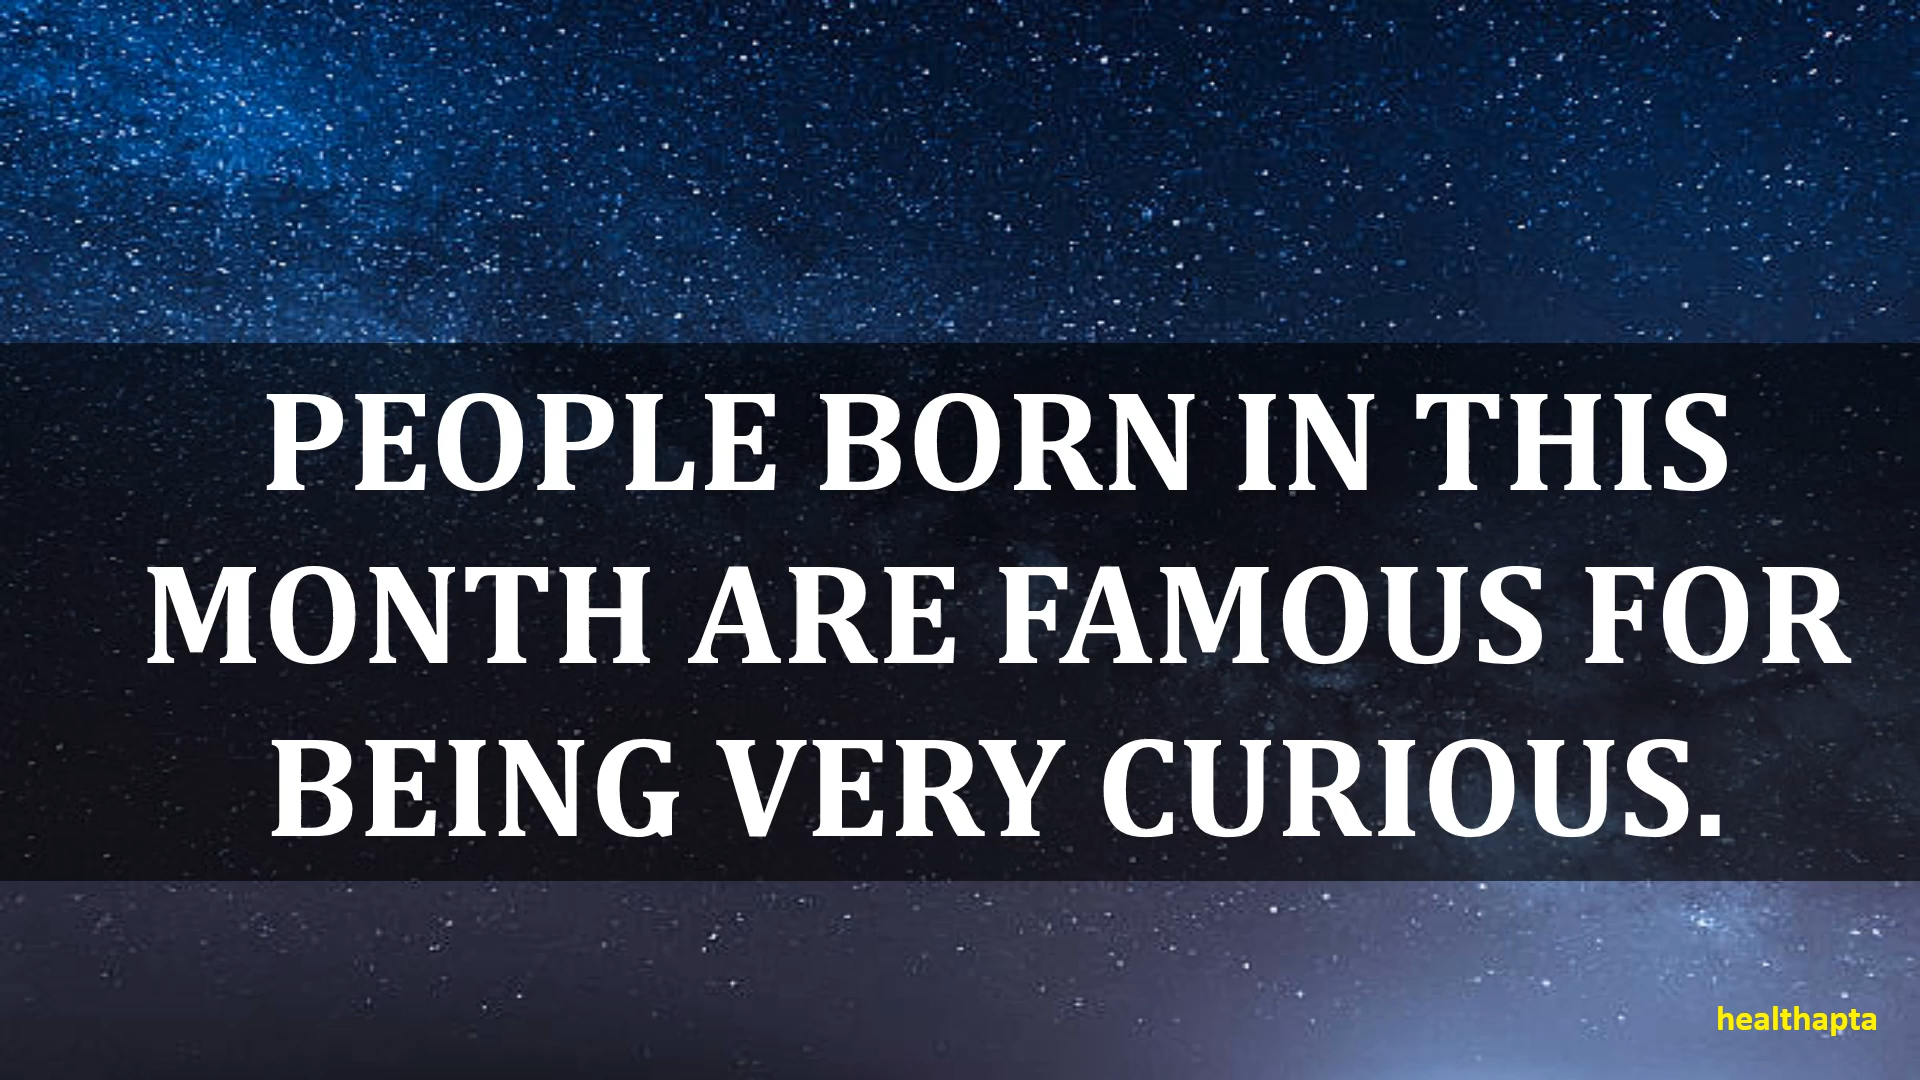 PEOPLE BORN IN THIS
MONTH ARE FAMOUS FOR
BEING VERY CURIOUS.
healthapta